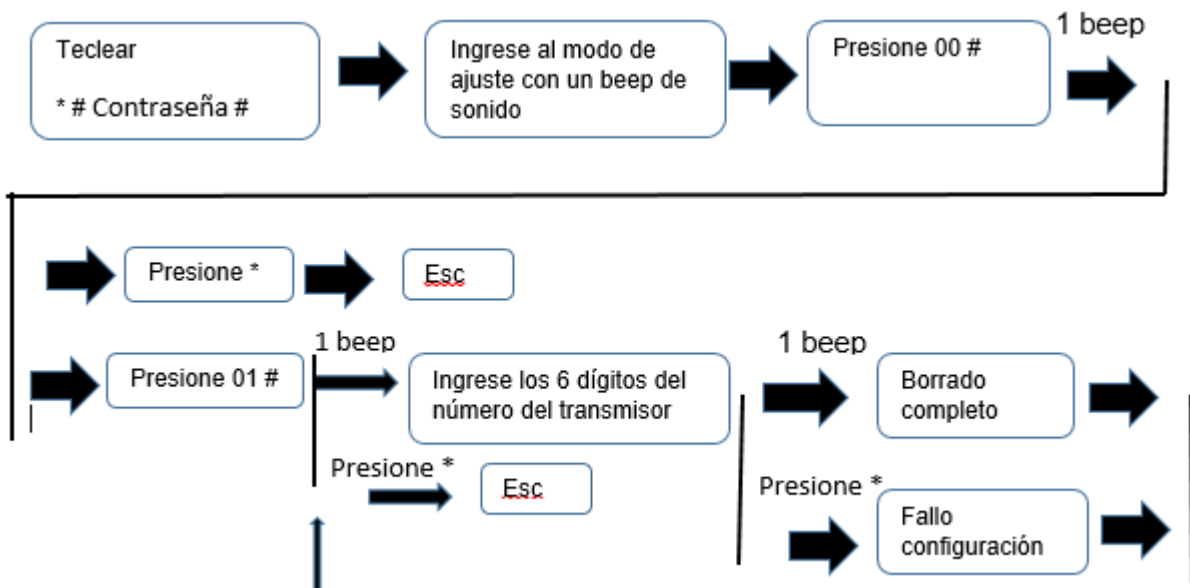 Teclear
* # Contraseña #
Ingrese al modo de
ajuste con un beep de
sonido
Presione 00 #
1 beep
Presione *
Esc
Presione 01 #
1 beep
Ingrese los 6 dígitos del
número del transmisor
Presione *
Esc
1 beep
Borrado
completo
Presione *
Fallo
configuración